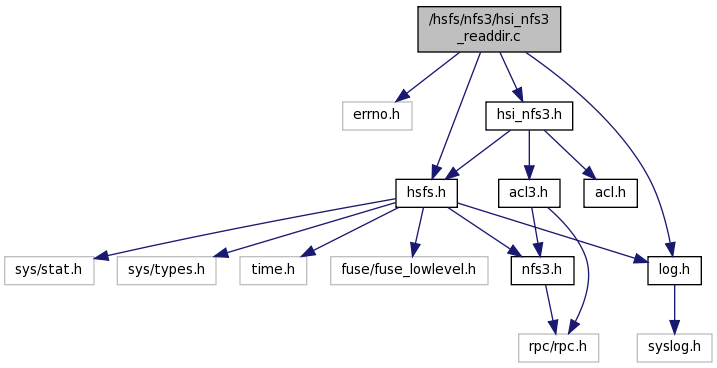 /hsfs/nfs3/hsi_nfs3
_readdir.c
errno.h
hsi_nfs3.h
hsfs.h
acl3.h
acl.h
sys/stat.h
sys/types.h
time.h
fuse/fuse_lowlevel.h
nfs3.h
log.h
rpc/rpc.h
syslog.h